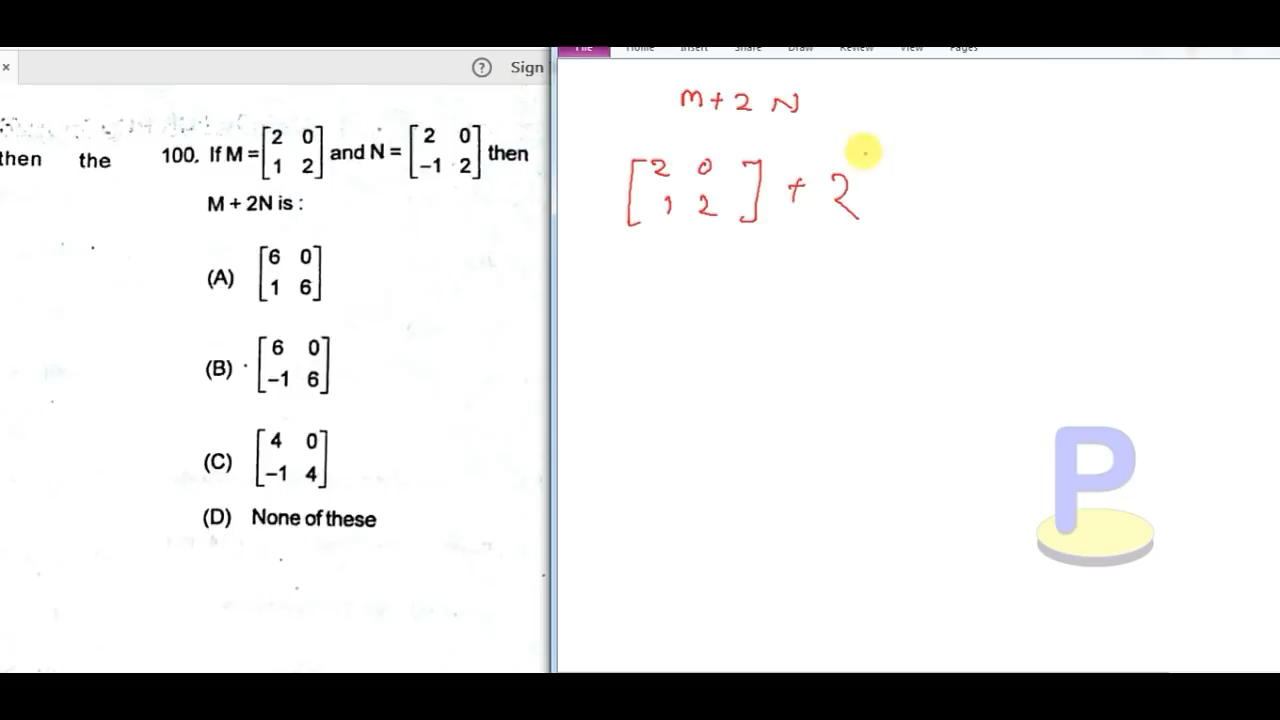 Sign
File Home Insert Share Draw Review View Pages
then the
100. If M = [2 0 1 2] and N = [2 0 –1 2] then
M + 2N is :
(A) [6 0 1 6]
(B) [6 0 –1 6]
(C) [4 0 –1 4]
(D) None of these
M + 2 N
[2 0 1 2] + 2
P